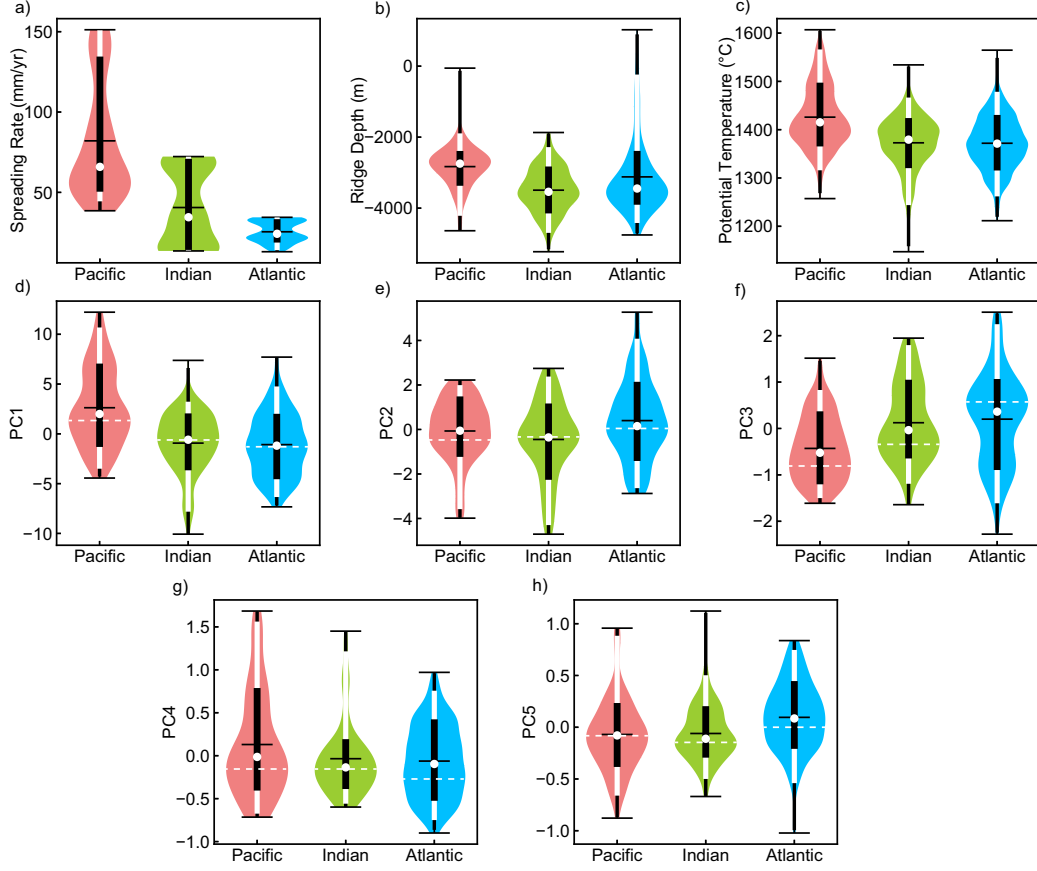 a)
Spreading Rate (mm/yr)
150
100
50
Pacific Indian Atlantic
b)
Ridge Depth (m)
0
−2000
−4000
Pacific Indian Atlantic
c)
Potential Temperature (°C)
1600
1500
1400
1300
1200
Pacific Indian Atlantic
d)
PC1
10
5
0
−5
−10
Pacific Indian Atlantic
e)
PC2
4
2
0
−2
−4
Pacific Indian Atlantic
f)
PC3
2
1
0
−1
−2
Pacific Indian Atlantic
g)
PC4
1.5
1.0
0.5
0.0
−0.5
−1.0
Pacific Indian Atlantic
h)
PC5
1.0
0.5
0.0
−0.5
−1.0
Pacific Indian Atlantic